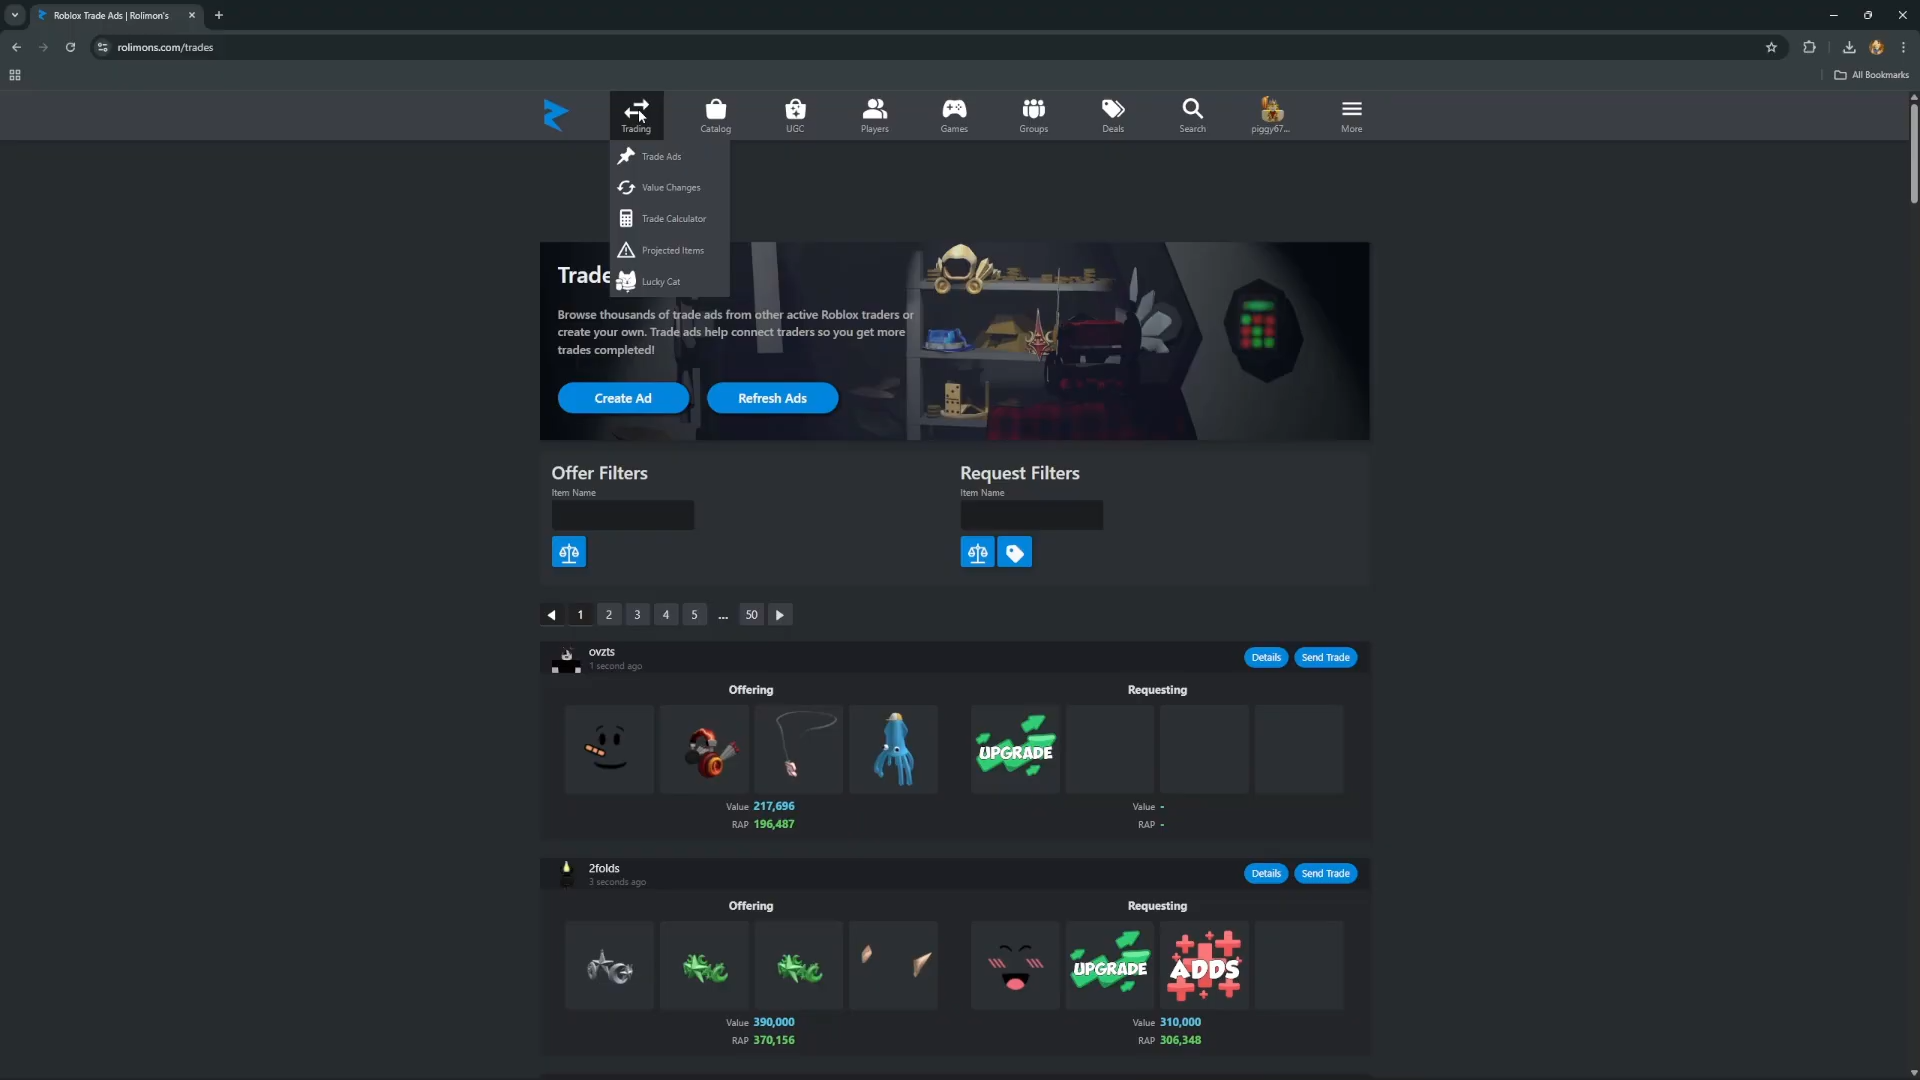 Roblox Trade Ads | Rolimon's
rolimons.com/trades
All Bookmarks
Trading
Catalog
UGC
Players
Games
Groups
Deals
Search
piggy67...
More
Trade Ads
Value Changes
Trade Calculator
Projected Items
Lucky Cat
Trade
Browse thousands of trade ads from other active Roblox traders or
create your own. Trade ads help connect traders so you get more
trades completed!
Create Ad
Refresh Ads
Offer Filters
Item Name
Request Filters
Item Name
1 2 3 4 5 ... 50
ovzts
1 second ago
Details
Send Trade
Offering
Requesting
UPGRADE
Value 217,696
RAP 196,487
Value -
RAP -
2folds
3 seconds ago
Details
Send Trade
Offering
Requesting
UPGRADE
ADDS
Value 390,000
RAP 370,156
Value 310,000
RAP 306,348